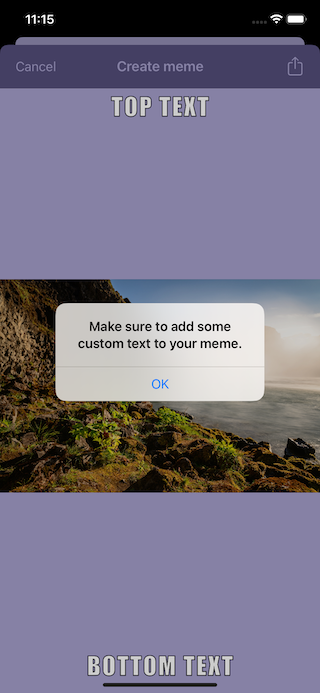 11:15
Cancel
Create meme
TOP TEXT
Make sure to add some
custom text to your meme.
OK
BOTTOM TEXT